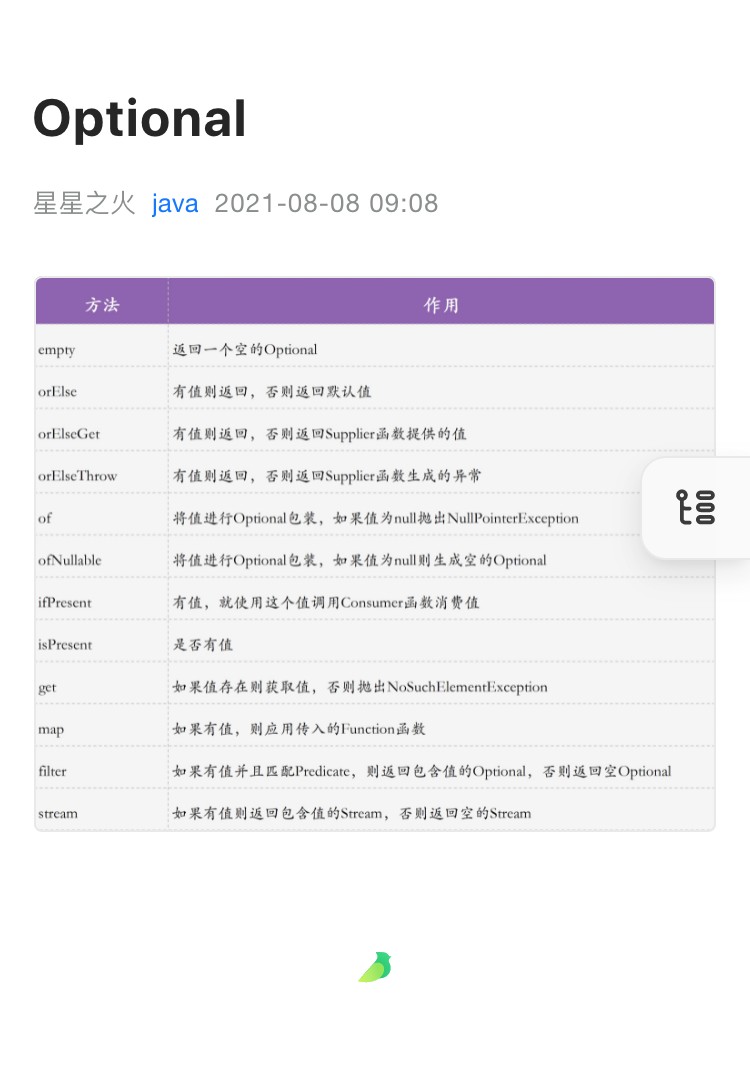 Optional
星星之火 java 2021-08-08 09:08
方法 作用
empty 返回一个空的Optional
orElse 有值则返回，否则返回默认值
orElseGet 有值则返回，否则返回Supplier函数提供的值
orElseThrow 有值则返回，否则返回Supplier函数生成的异常
of 将值进行Optional包装，如果值为null抛出NullPointerException
ofNullable 将值进行Optional包装，如果值为null则生成空的Optional
ifPresent 有值，就使用这个值调用Consumer函数消费值
isPresent 是否有值
get 如果值存在则获取值，否则抛出NoSuchElementException
map 如果有值，则应用传入的Function函数
filter 如果有值并且匹配Predicate，则返回包含值的Optional，否则返回空Optional
stream 如果有值则返回包含值的Stream，否则返回空的Stream